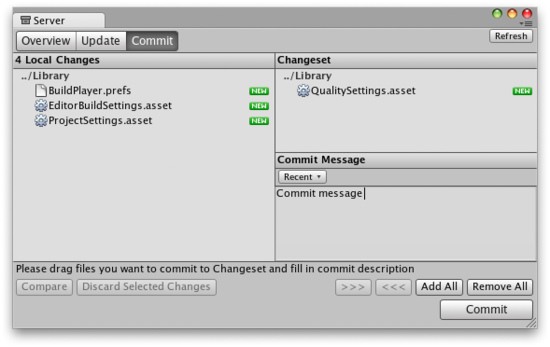 Server
Overview Update Commit Refresh
4 Local Changes
../Library
BuildPlayer.prefs NEW
EditorBuildSettings.asset NEW
ProjectSettings.asset NEW
Changeset
../Library
QualitySettings.asset NEW
Commit Message
Recent
Commit message
Please drag files you want to commit to Changeset and fill in commit description
Compare Discard Selected Changes >>> <<< Add All Remove All
Commit